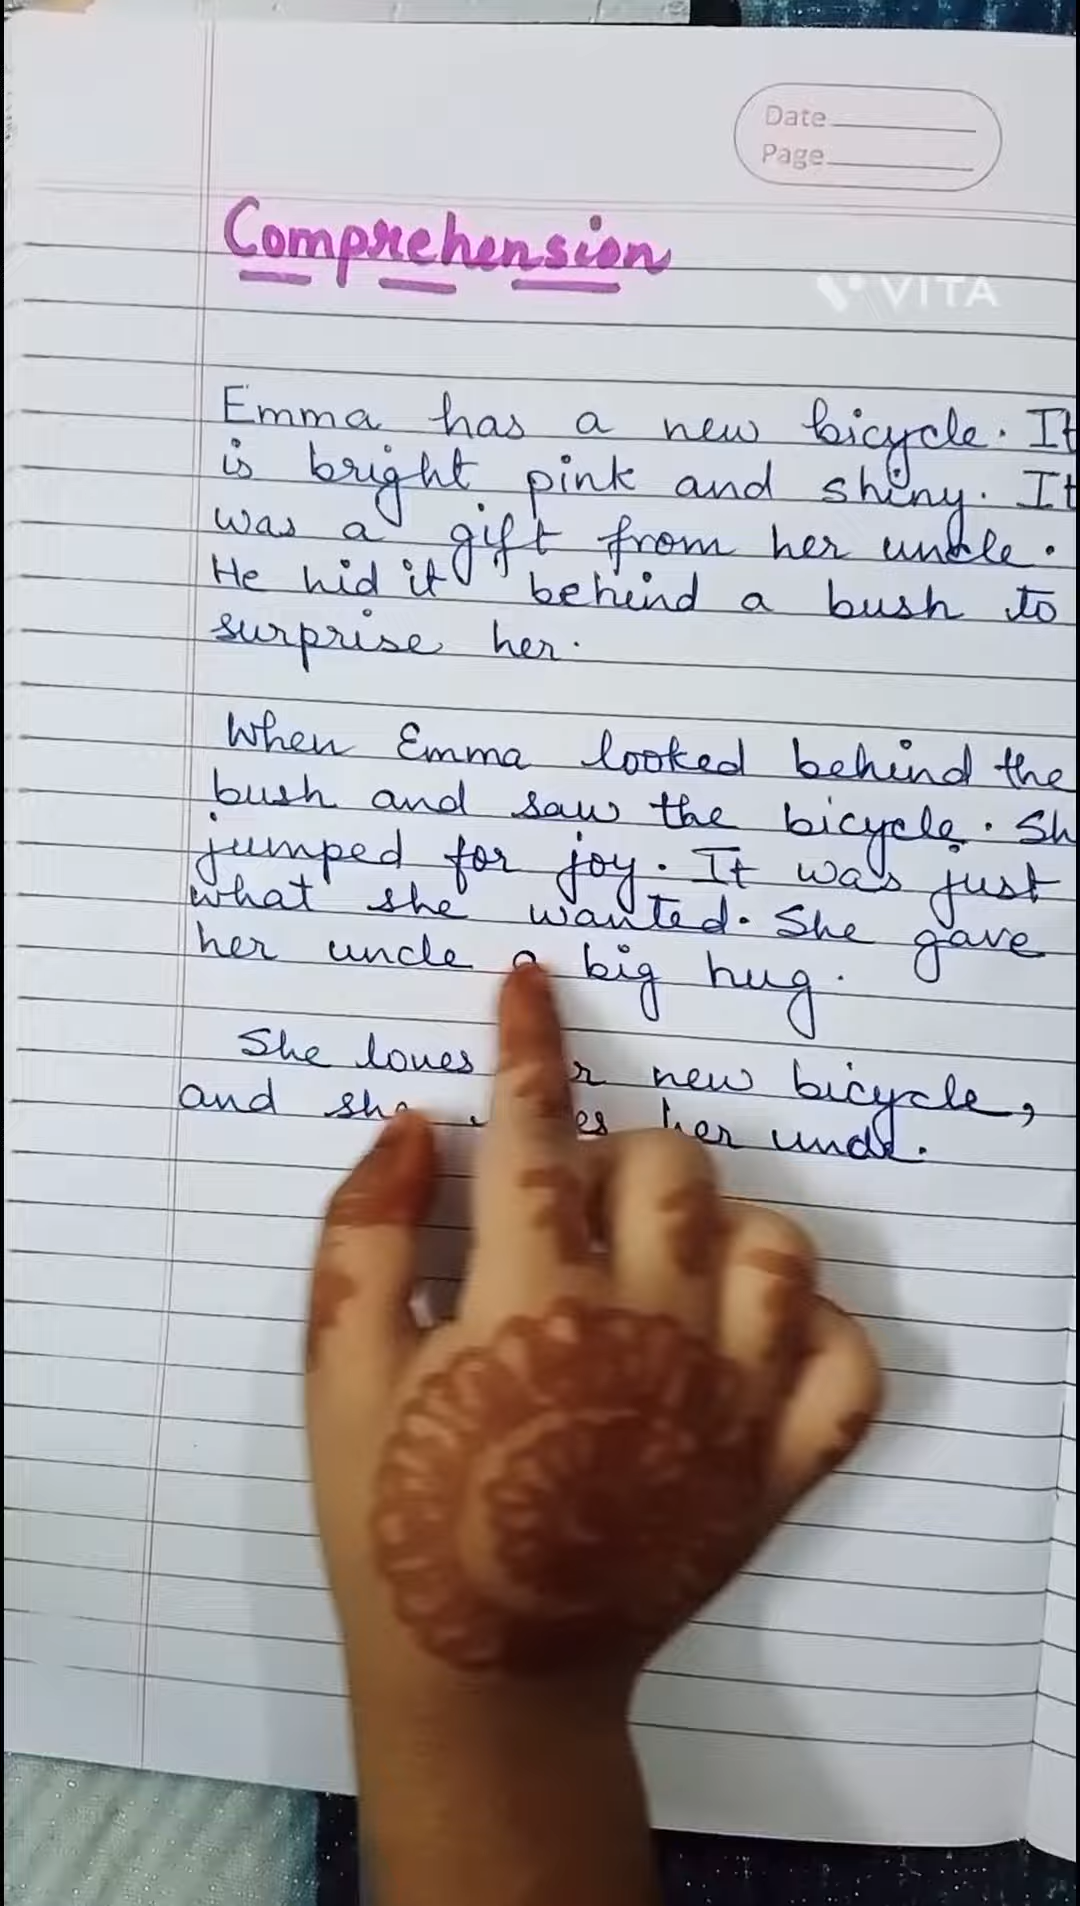 Date
Page
Comprehension
VITA
Emma has a new bicycle. It
is bright pink and shiny. It
was a gift from her uncle.
He hid it behind a bush to
surprise her.
When Emma looked behind the
bush and saw the bicycle. Sh
jumped for joy. It was just
what she wanted. She gave
her uncle a big hug.
She loves new bicycle,
and her uncle.